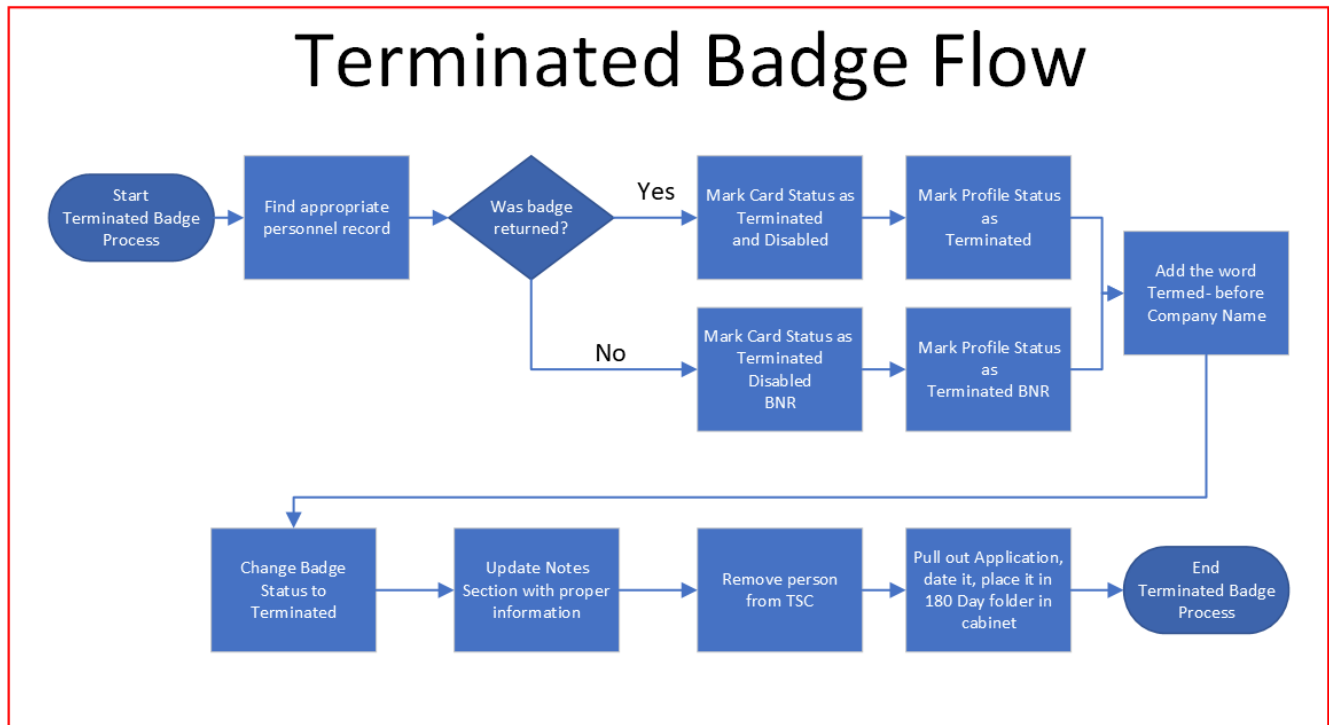 Terminated Badge Flow
Start
Terminated Badge
Process
Find appropriate
personnel record
Was badge
returned?
Yes
Mark Card Status as
Terminated
and Disabled
Mark Profile Status
as
Terminated
No
Mark Card Status as
Terminated
Disabled
BNR
Mark Profile Status
as
Terminated BNR
Add the word
Termed- before
Company Name
Change Badge
Status to
Terminated
Update Notes
Section with proper
information
Remove person
from TSC
Pull out Application,
date it, place it in
180 Day folder in
cabinet
End
Terminated Badge
Process